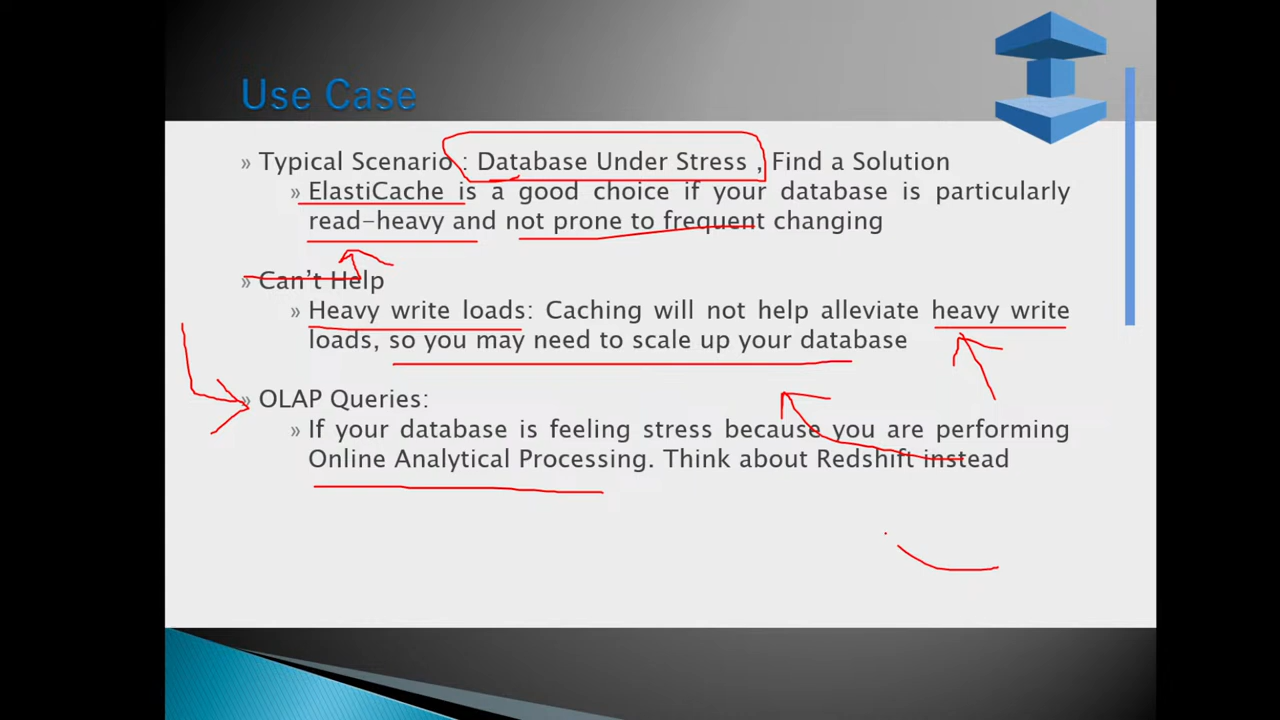 Use Case
» Typical Scenario : Database Under Stress , Find a Solution
» ElastiCache is a good choice if your database is particularly
read-heavy and not prone to frequent changing
» Can't Help
» Heavy write loads: Caching will not help alleviate heavy write
loads, so you may need to scale up your database
» OLAP Queries:
» If your database is feeling stress because you are performing
Online Analytical Processing. Think about Redshift instead